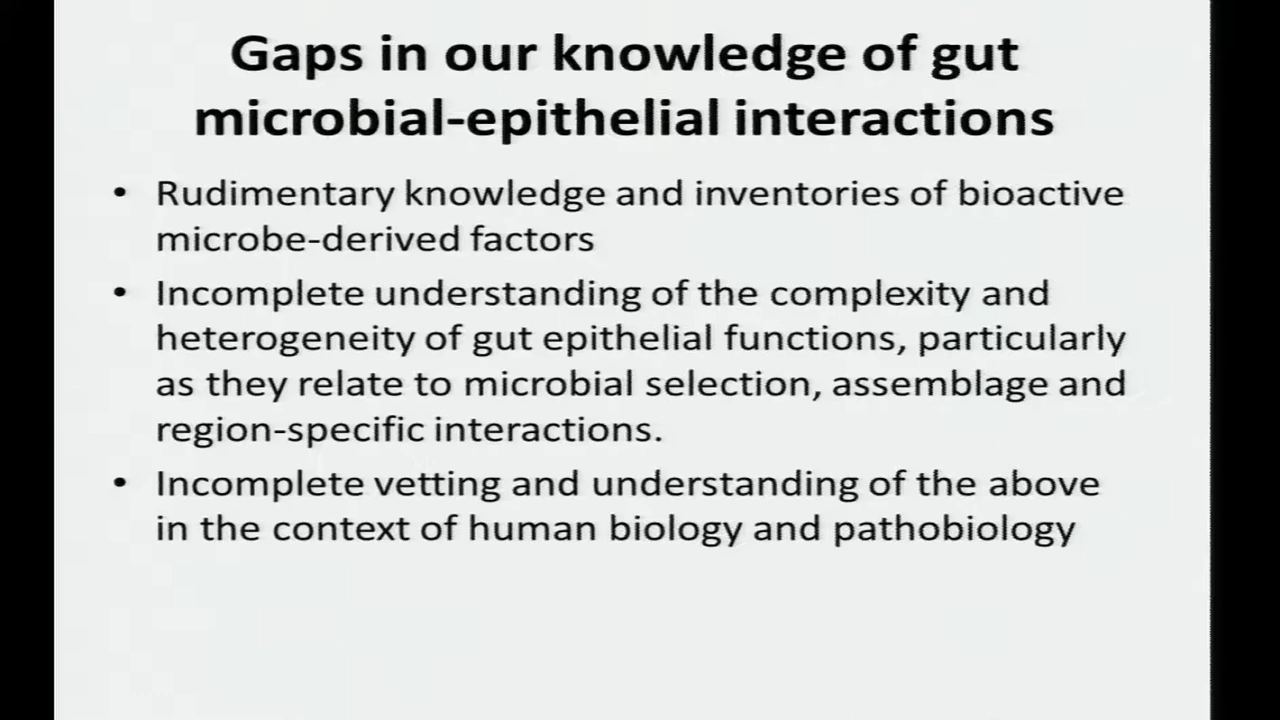 Gaps in our knowledge of gut
microbial-epithelial interactions
• Rudimentary knowledge and inventories of bioactive
microbe-derived factors
• Incomplete understanding of the complexity and
heterogeneity of gut epithelial functions, particularly
as they relate to microbial selection, assemblage and
region-specific interactions.
• Incomplete vetting and understanding of the above
in the context of human biology and pathobiology